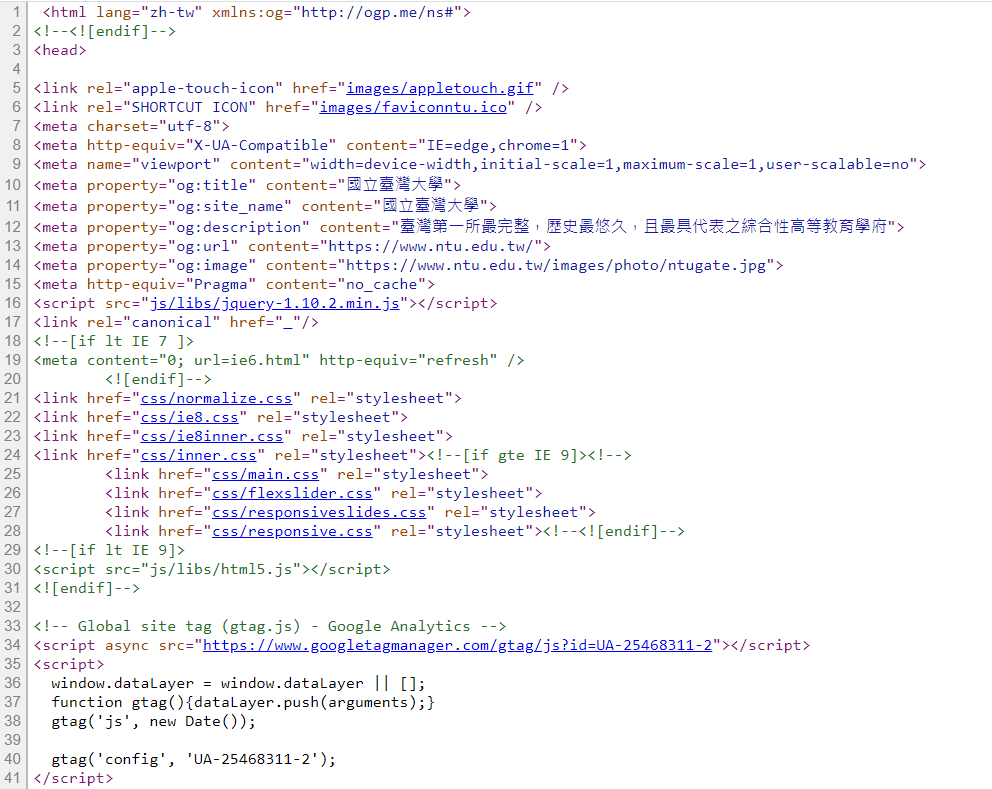 1 <html lang="zh-tw" xmlns:og="http://ogp.me/ns#">
2 <!--<![endif]-->
3 <head>
4
5 <link rel="apple-touch-icon" href="images/appletouch.gif" />
6 <link rel="SHORTCUT ICON" href="images/faviconntu.ico" />
7 <meta charset="utf-8">
8 <meta http-equiv="X-UA-Compatible" content="IE=edge,chrome=1">
9 <meta name="viewport" content="width=device-width,initial-scale=1,maximum-scale=1,user-scalable=no">
10 <meta property="og:title" content="國立臺灣大學">
11 <meta property="og:site_name" content="國立臺灣大學">
12 <meta property="og:description" content="臺灣第一所最完整，歷史最悠久，且最具代表之綜合性高等教育學府">
13 <meta property="og:url" content="https://www.ntu.edu.tw/">
14 <meta property="og:image" content="https://www.ntu.edu.tw/images/photo/ntugate.jpg">
15 <meta http-equiv="Pragma" content="no_cache">
16 <script src="js/libs/jquery-1.10.2.min.js"></script>
17 <link rel="canonical" href="_"/>
18 <!--[if lt IE 7 ]>
19 <meta content="0; url=ie6.html" http-equiv="refresh" />
20         <![endif]-->
21 <link href="css/normalize.css" rel="stylesheet">
22 <link href="css/ie8.css" rel="stylesheet">
23 <link href="css/ie8inner.css" rel="stylesheet">
24 <link href="css/inner.css" rel="stylesheet"><!--[if gte IE 9]><!-->
25         <link href="css/main.css" rel="stylesheet">
26         <link href="css/flexslider.css" rel="stylesheet">
27         <link href="css/responsiveslides.css" rel="stylesheet">
28         <link href="css/responsive.css" rel="stylesheet"><!--<![endif]-->
29 <!--[if lt IE 9]>
30 <script src="js/libs/html5.js"></script>
31 <![endif]-->
32
33 <!-- Global site tag (gtag.js) - Google Analytics -->
34 <script async src="https://www.googletagmanager.com/gtag/js?id=UA-25468311-2"></script>
35 <script>
36   window.dataLayer = window.dataLayer || [];
37   function gtag(){dataLayer.push(arguments);}
38   gtag('js', new Date());
39
40   gtag('config', 'UA-25468311-2');
41 </script>